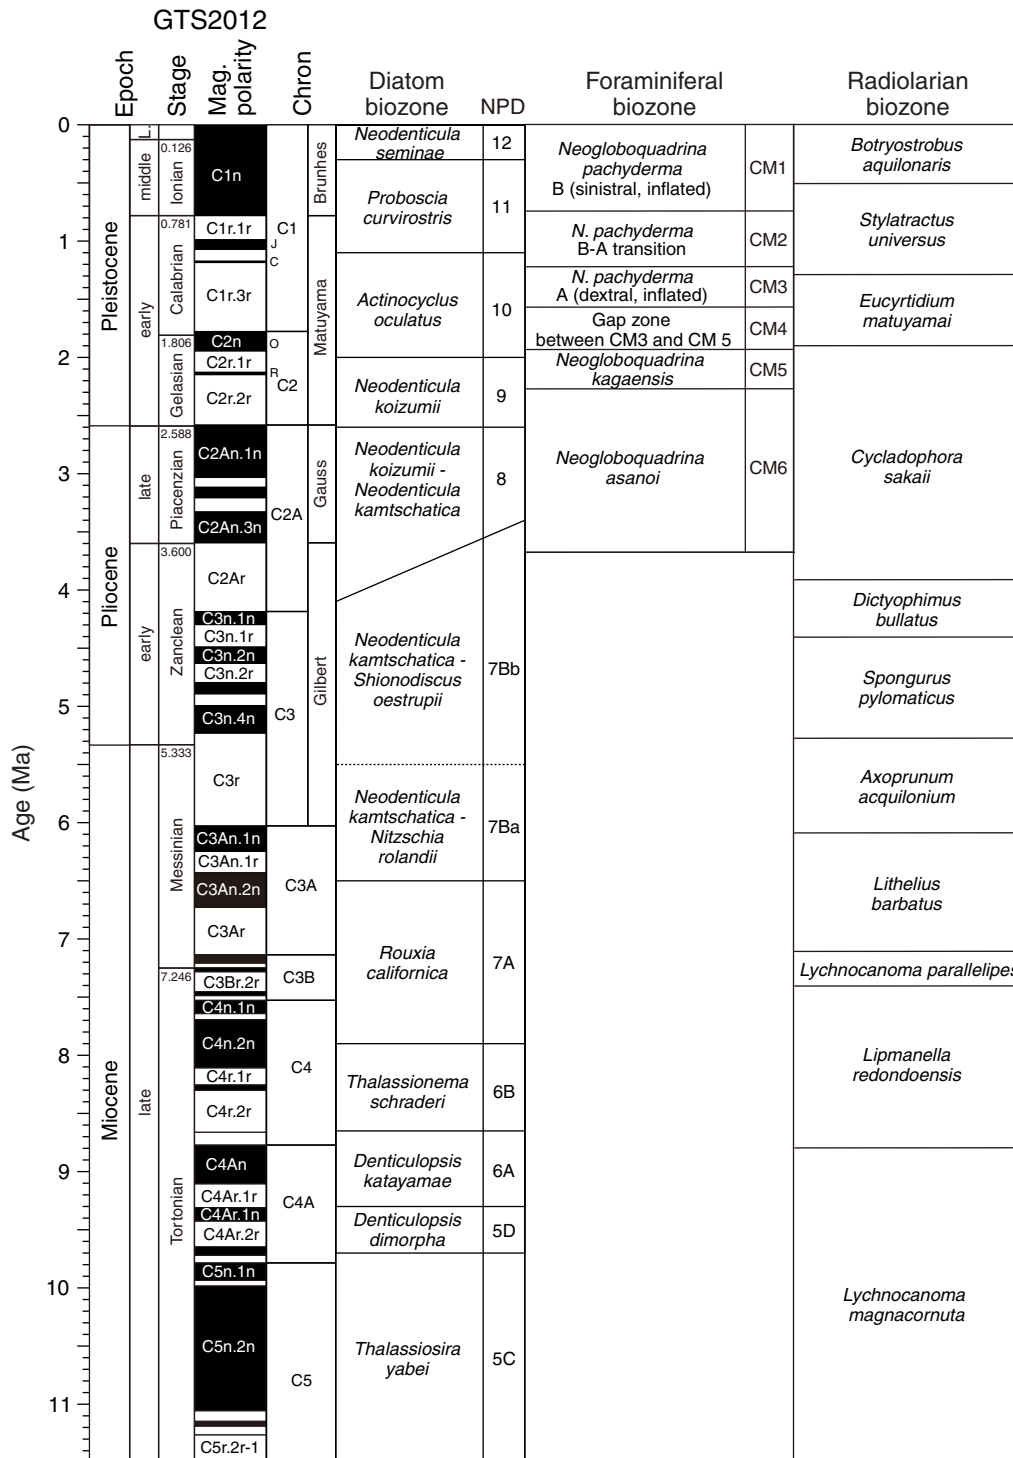 GTS2012
Epoch
Stage
Mag.
polarity
Chron
Diatom
biozone
NPD
Foraminiferal
biozone
Radiolarian
biozone
Age (Ma)
0
1
2
3
4
5
6
7
8
9
10
11
Pleistocene
Pliocene
Miocene
L.
middle
early
late
early
late
0.126
Ionian
0.781
Calabrian
1.806
Gelasian
2.588
Piacenzian
3.600
Zanclean
5.333
Messinian
7.246
Tortonian
C1n
C1r.1r
C1r.3r
C2n
C2r.1r
C2r.2r
C2An.1n
C2An.3n
C2Ar
C3n.1n
C3n.1r
C3n.2n
C3n.2r
C3n.4n
C3r
C3An.1n
C3An.1r
C3An.2n
C3Ar
C3Br.2r
C4n.1n
C4n.2n
C4r.1r
C4r.2r
C4An
C4Ar.1r
C4Ar.1n
C4Ar.2r
C5n.1n
C5n.2n
C5r.2r-1
C1
J
C
O
R
C2
C2A
C3
C3A
C3B
C4
C4A
C5
Brunhes
Matuyama
Gauss
Gilbert
Neodenticula
seminae
12
Proboscia
curvirostris
11
Actinocyclus
oculatus
10
Neodenticula
koizumii
9
Neodenticula
koizumii -
Neodenticula
kamtschatica
8
Neodenticula
kamtschatica -
Shionodiscus
oestrupii
7Bb
Neodenticula
kamtschatica -
Nitzschia
rolandii
7Ba
Rouxia
californica
7A
Thalassionema
schraderi
6B
Denticulopsis
katayamae
6A
Denticulopsis
dimorpha
5D
Thalassiosira
yabei
5C
Neogloboquadrina
pachyderma
B (sinistral, inflated)
CM1
N. pachyderma
B-A transition
CM2
N. pachyderma
A (dextral, inflated)
CM3
Gap zone
between CM3 and CM 5
CM4
Neogloboquadrina
kagaensis
CM5
Neogloboquadrina
asanoi
CM6
Botryostrobus
aquilonaris
Stylatractus
universus
Eucyrtidium
matuyamai
Cycladophora
sakaii
Dictyophimus
bullatus
Spongurus
pylomaticus
Axoprunum
acquilonium
Lithelius
barbatus
Lychnocanoma parallelipes
Lipmanella
redondoensis
Lychnocanoma
magnacornuta